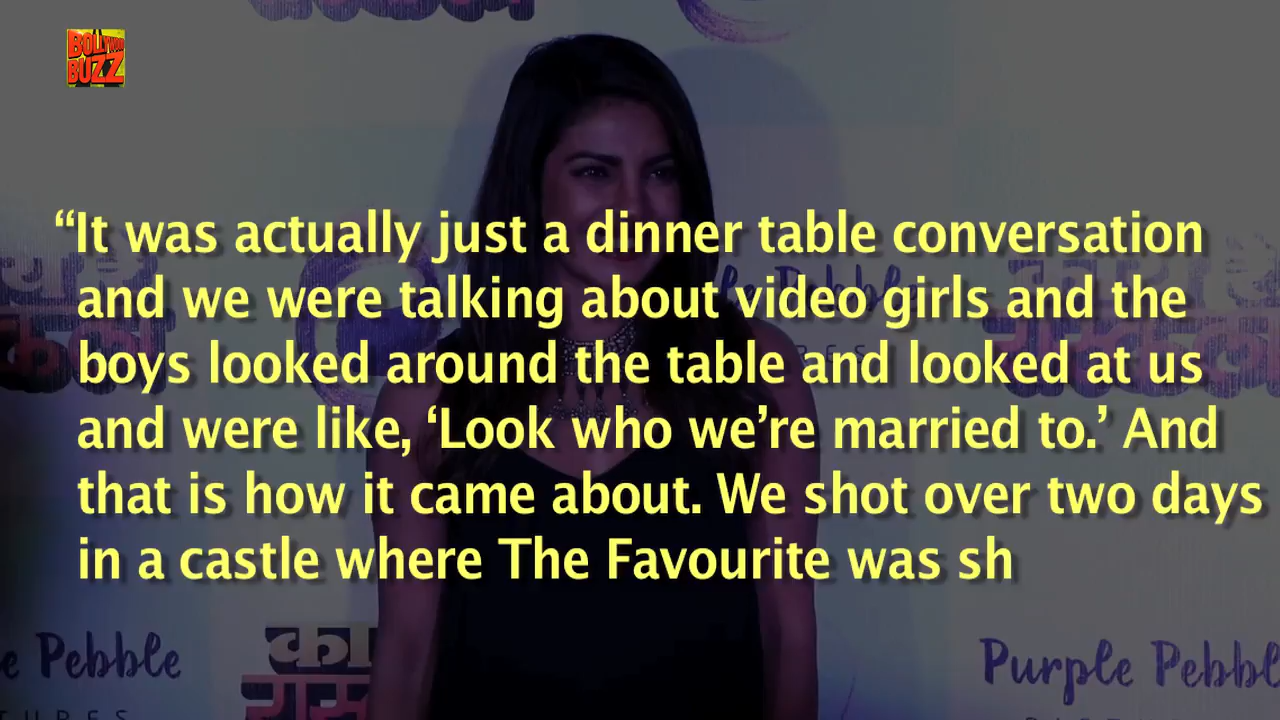 BOLLYWOOD
BUZZ
“It was actually just a dinner table conversation
and we were talking about video girls and the
boys looked around the table and looked at us
and were like, ‘Look who we’re married to.’ And
that is how it came about. We shot over two days
in a castle where The Favourite was sh
Pebble
Purple Pebbl